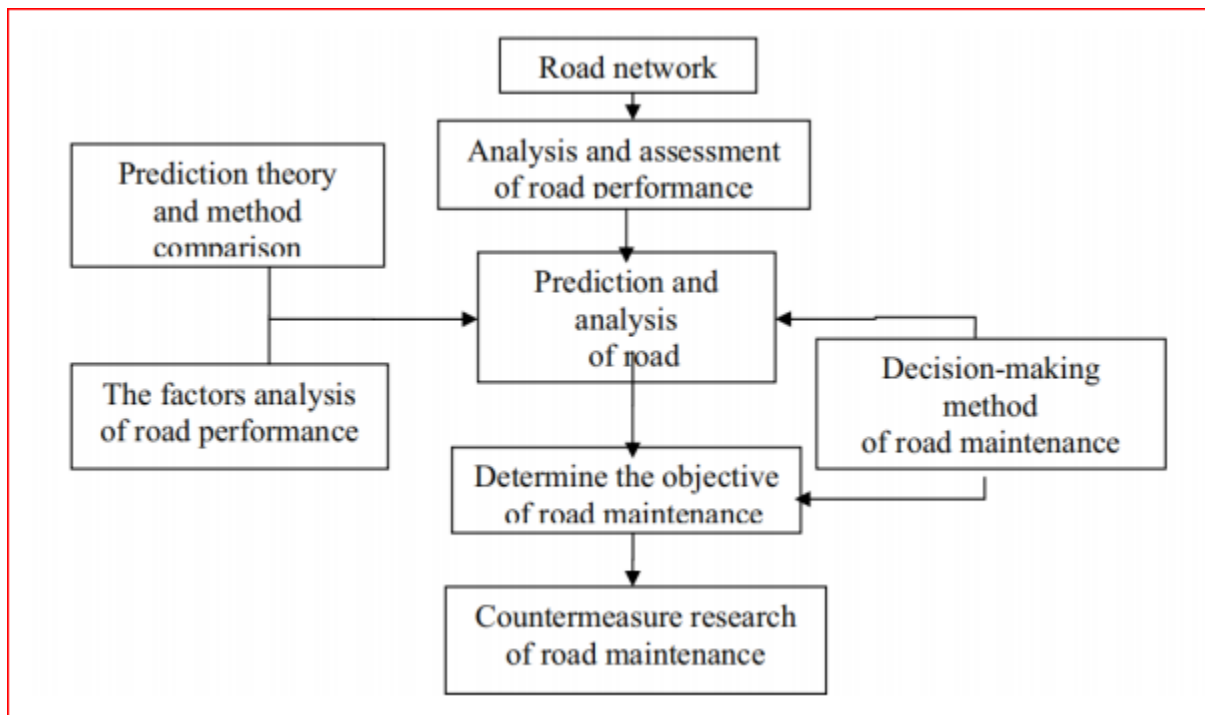 Road network
Analysis and assessment
of road performance
Prediction theory
and method
comparison
Prediction and
analysis
of road
The factors analysis
of road performance
Decision-making
method
of road maintenance
Determine the objective
of road maintenance
Countermeasure research
of road maintenance